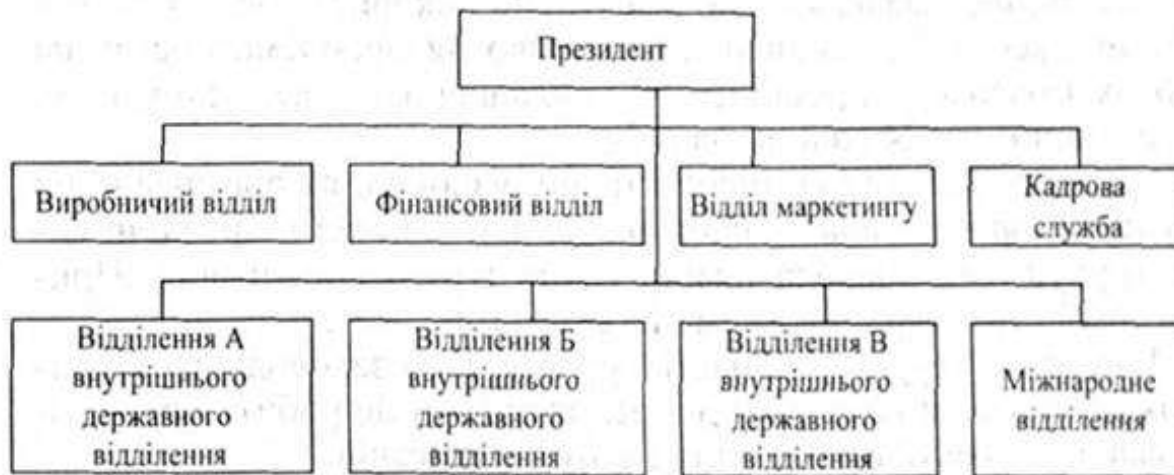 Президент
Виробничий відділ
Фінансовий відділ
Відділ маркетингу
Кадрова
служба
Відділення А
внутрішнього
державного
відділення
Відділення Б
внутрішнього
державного
відділення
Відділення В
внутрішнього
державного
відділення
Міжнародне
відділення